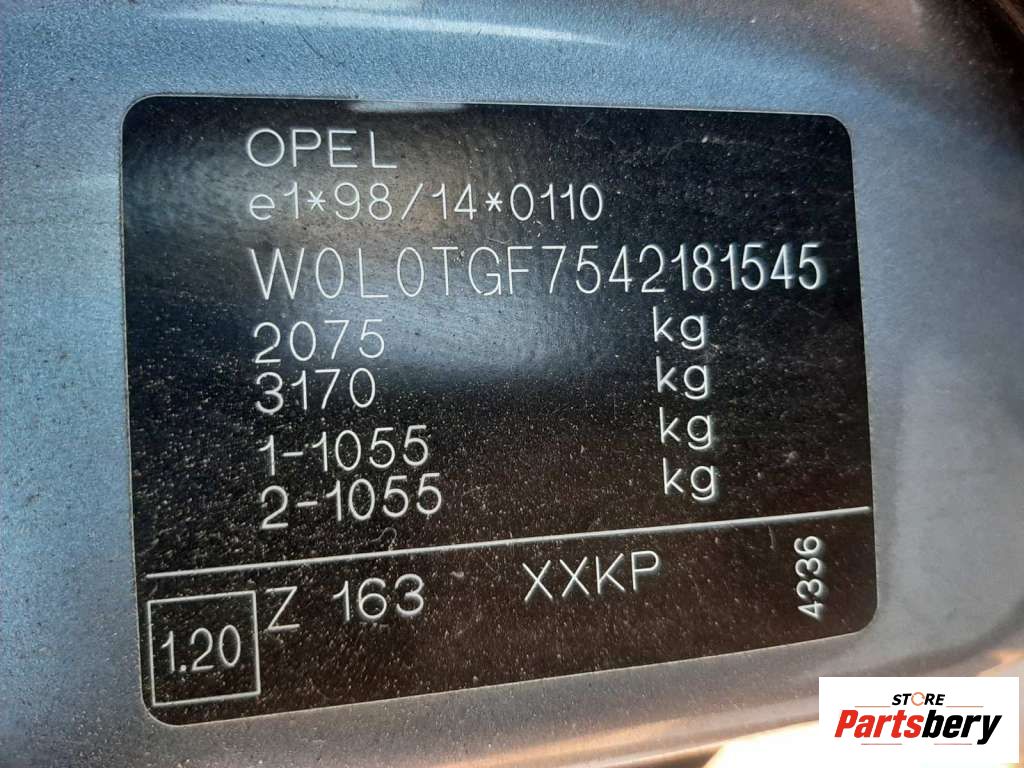 OPEL
e1*98/14*0110
W0L0TGF7542181545
2075 kg
3170 kg
1-1055 kg
2-1055 kg
1.20 Z 163 XXKP 4336
STORE
Partsbery